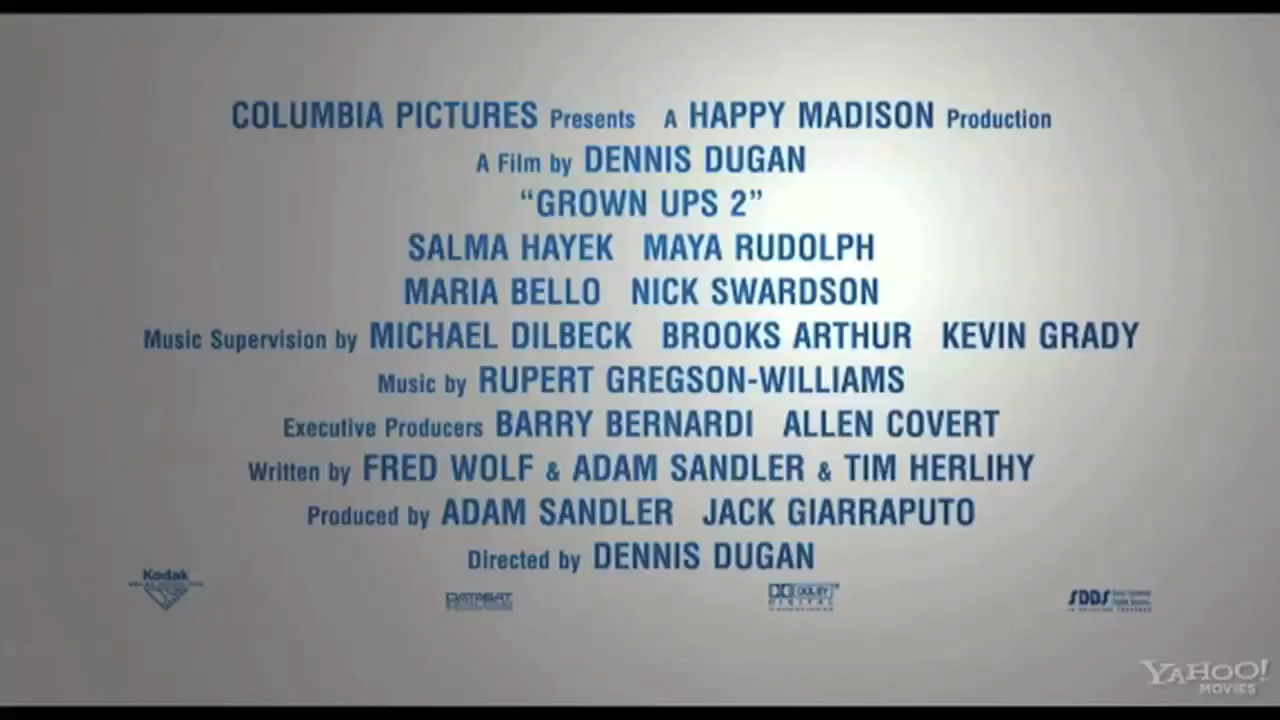 COLUMBIA PICTURES Presents A HAPPY MADISON Production
A Film by DENNIS DUGAN
“GROWN UPS 2”
SALMA HAYEK MAYA RUDOLPH
MARIA BELLO NICK SWARDSON
Music Supervision by MICHAEL DILBECK BROOKS ARTHUR KEVIN GRADY
Music by RUPERT GREGSON-WILLIAMS
Executive Producers BARRY BERNARDI ALLEN COVERT
Written by FRED WOLF & ADAM SANDLER & TIM HERLIHY
Produced by ADAM SANDLER JACK GIARRAPUTO
Directed by DENNIS DUGAN
Kodak
DATASAT
DOLBY
DIGITAL
SDDS
YAHOO!
MOVIES